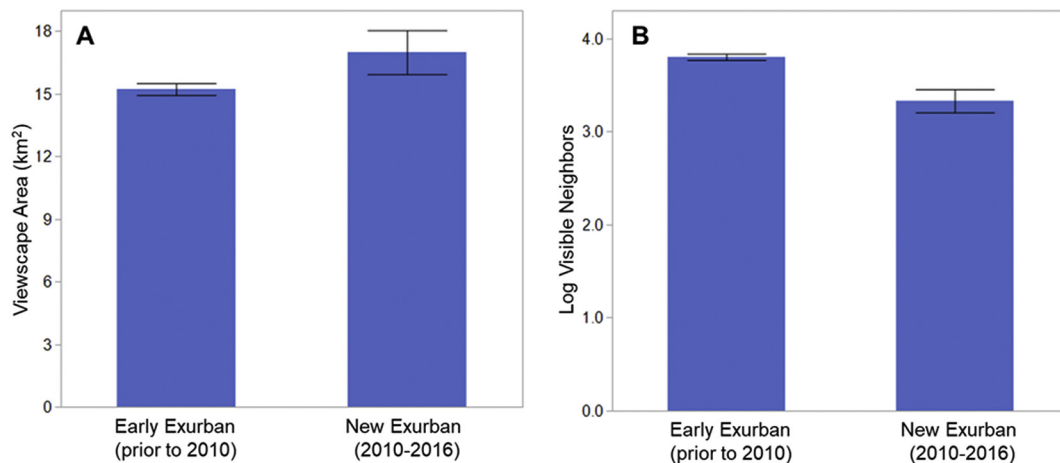 A
Viewscape Area (km²)
18
15
12
9
6
3
0
Early Exurban
(prior to 2010)
New Exurban
(2010-2016)
B
Log Visible Neighbors
4.0
3.0
2.0
1.0
0.0
Early Exurban
(prior to 2010)
New Exurban
(2010-2016)